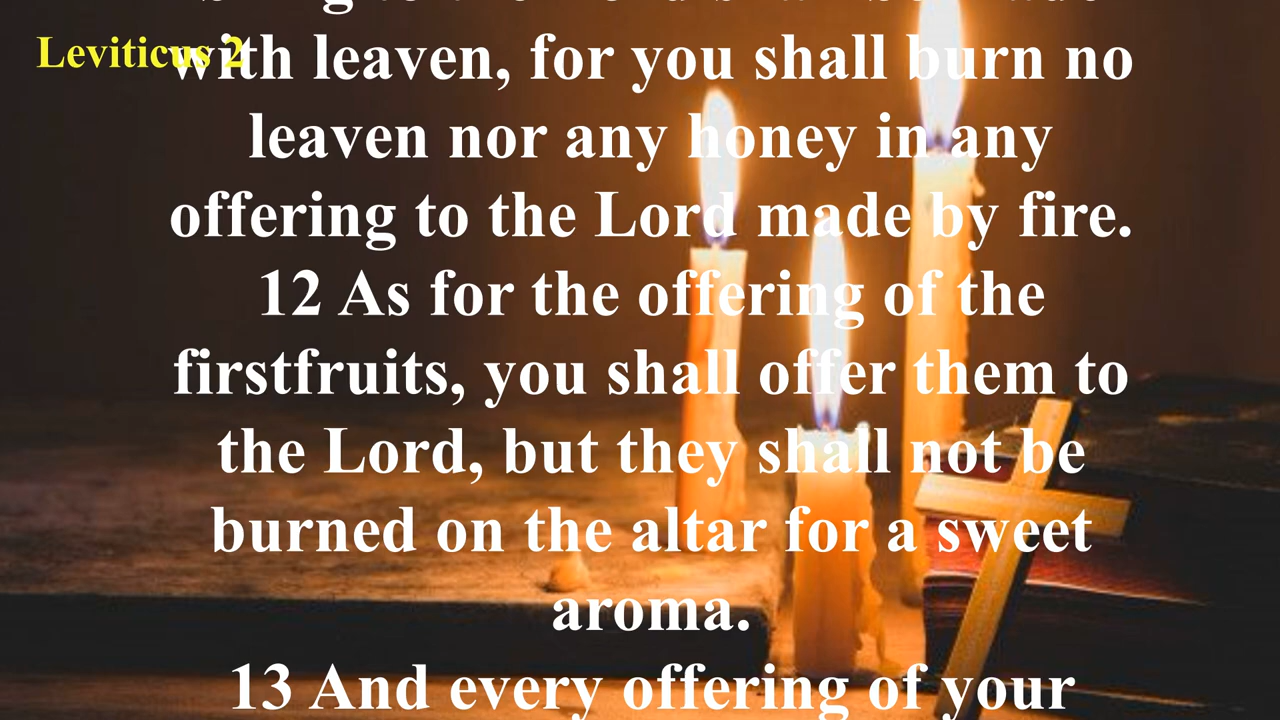 Leviticus 2
with leaven, for you shall burn no
leaven nor any honey in any
offering to the Lord made by fire.
12 As for the offering of the
firstfruits, you shall offer them to
the Lord, but they shall not be
burned on the altar for a sweet
aroma.
13 And every offering of your